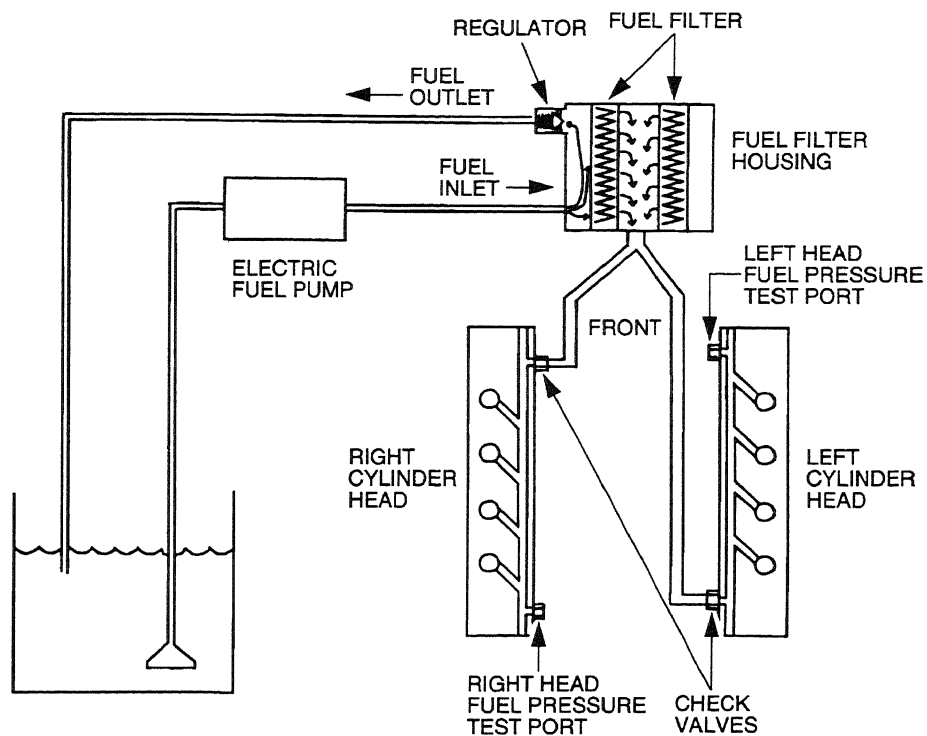 REGULATOR
FUEL FILTER
FUEL
OUTLET
FUEL FILTER
HOUSING
FUEL
INLET
ELECTRIC
FUEL PUMP
LEFT HEAD
FUEL PRESSURE
TEST PORT
FRONT
RIGHT
CYLINDER
HEAD
LEFT
CYLINDER
HEAD
RIGHT HEAD
FUEL PRESSURE
TEST PORT
CHECK
VALVES